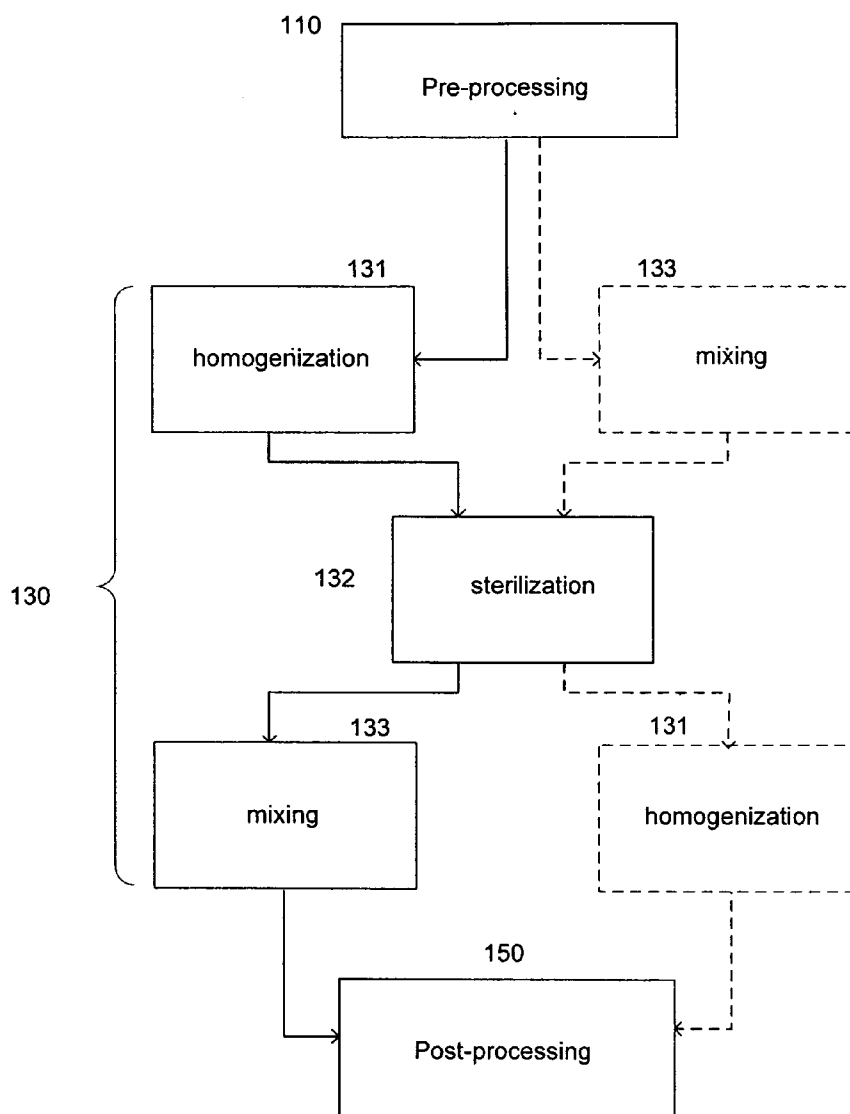 110
Pre-processing
131
133
homogenization
mixing
130
132
sterilization
133
131
mixing
homogenization
150
Post-processing